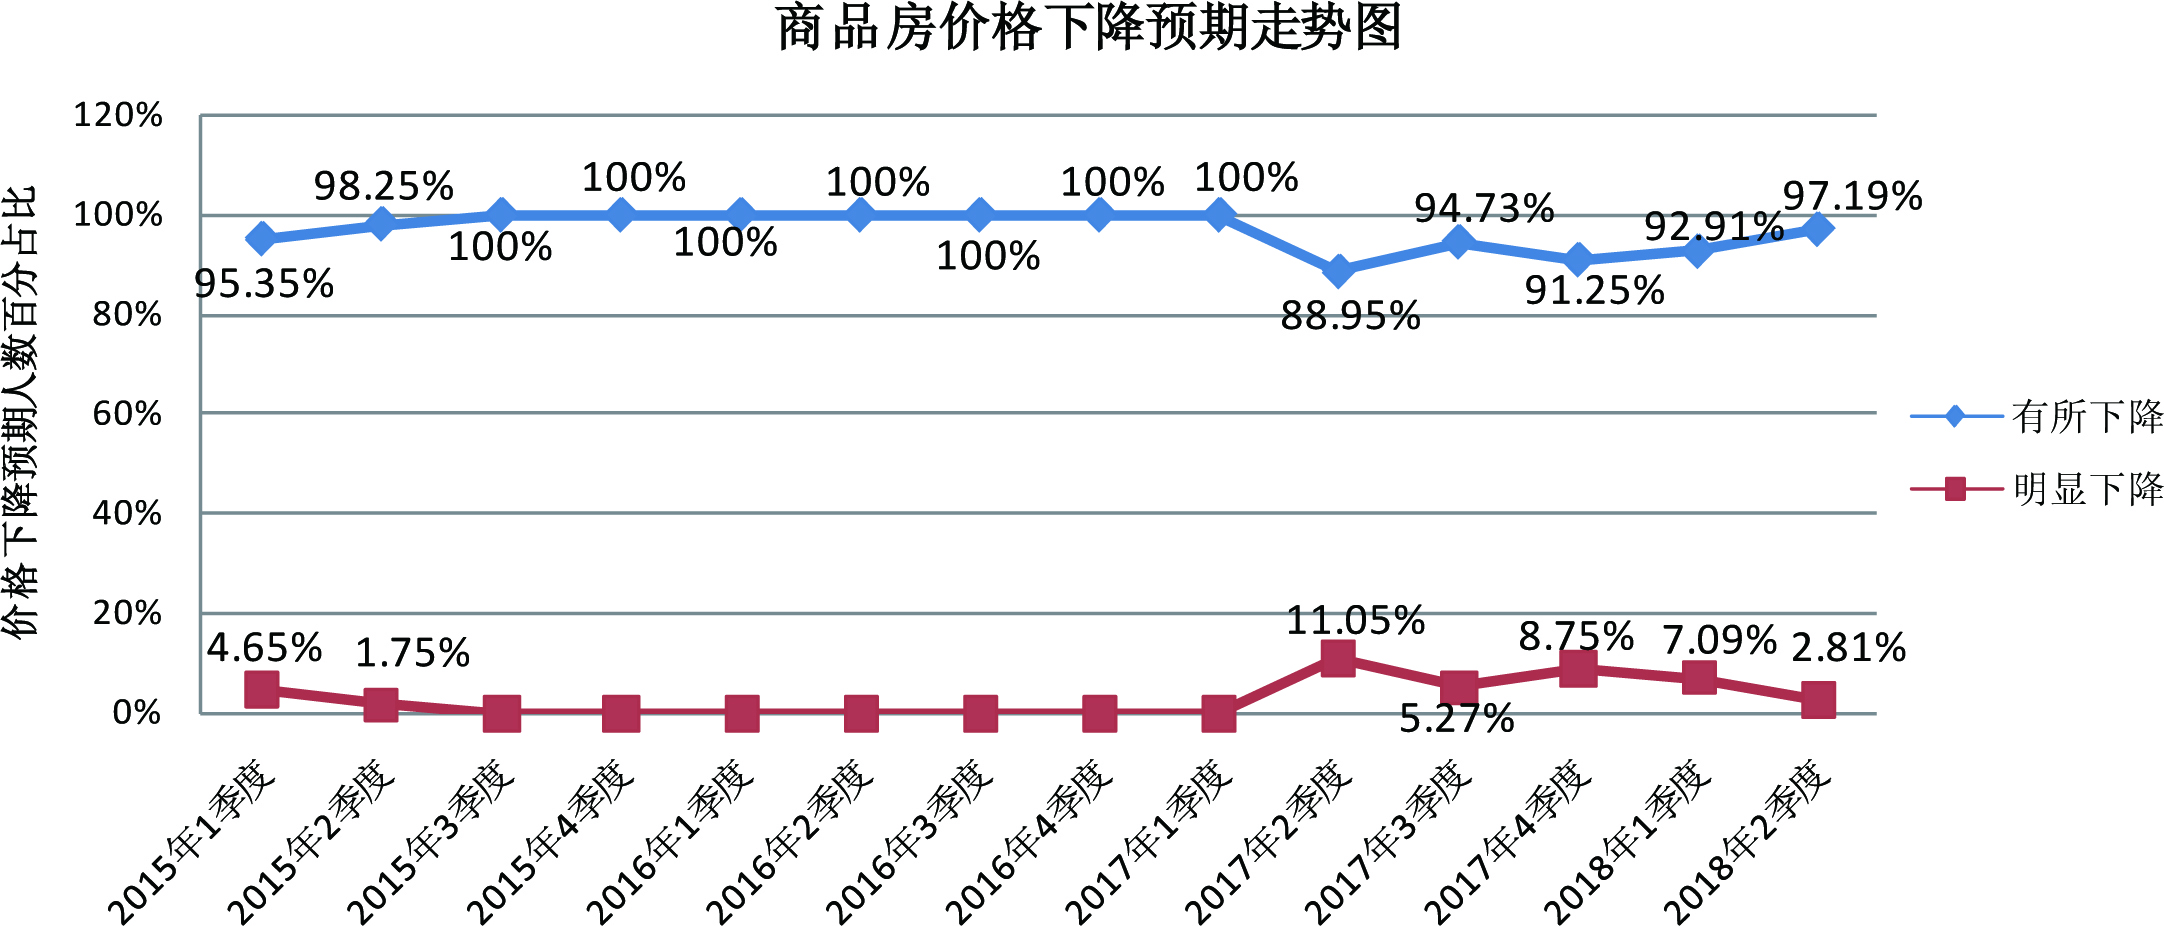 商品房价格下降预期走势图
价格下降预期人数百分占比
120%
100%
80%
60%
40%
20%
0%
95.35%
98.25%
100%
100%
100%
100%
100%
100%
100%
88.95%
94.73%
91.25%
92.91%
97.19%
4.65%
1.75%
11.05%
5.27%
8.75%
7.09%
2.81%
2015年1季度
2015年2季度
2015年3季度
2015年4季度
2016年1季度
2016年2季度
2016年3季度
2016年4季度
2017年1季度
2017年2季度
2017年3季度
2017年4季度
2018年1季度
2018年2季度
有所下降
明显下降